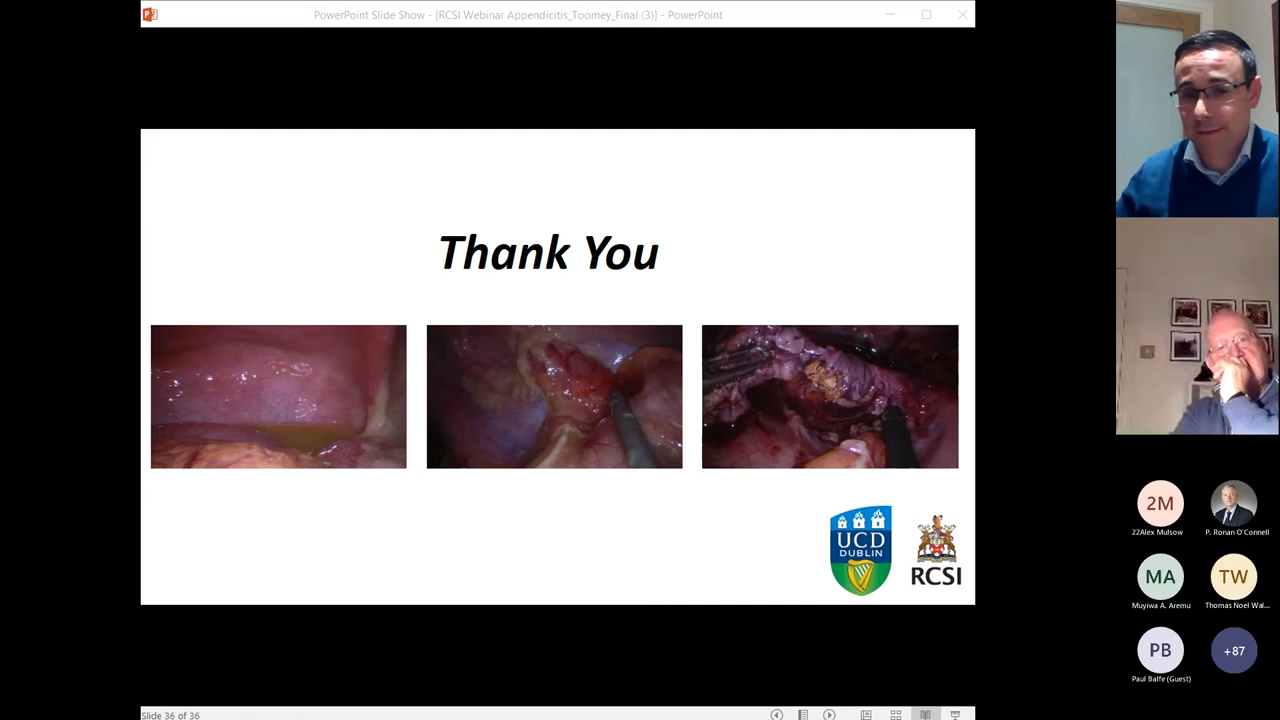 PowerPoint Slide Show - [RCSI Webinar Appendicitis_Toomey_Final (3)] - PowerPoint
Thank You
UCD
DUBLIN
RCSI
2M
22Alex Mulsow
P. Ronan O'Connell
MA
Muyiwa A. Aremu
TW
Thomas Noel Wal...
PB
Paul Balfe (Guest)
+87
Slide 36 of 36